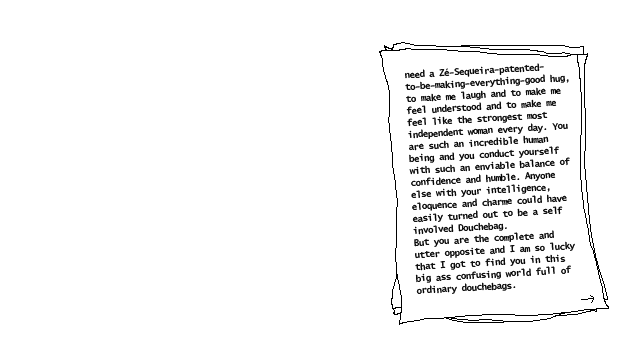 need a Zé-Sequeira-patented-
to-be-making-everything-good hug,
to make me laugh and to make me
feel understood and to make me
feel like the strongest most
independent woman every day. You
are such an incredible human
being and you conduct yourself
with such an enviable balance of
confidence and humble. Anyone
else with your intelligence,
eloquence and charme could have
easily turned out to be a self
involved Douchebag.
But you are the complete and
utter opposite and I am so lucky
that I got to find you in this
big ass confusing world full of
ordinary douchebags.
→